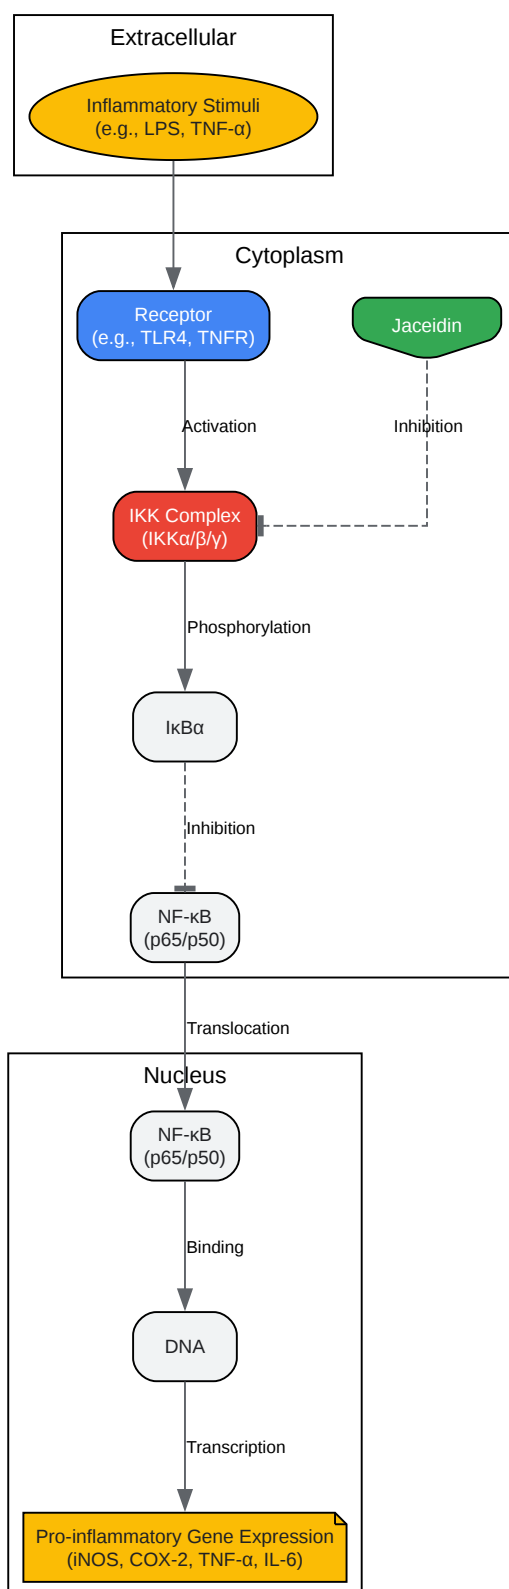 Extracellular
Inflammatory Stimuli
(e.g., LPS, TNF-α)
Cytoplasm
Receptor
(e.g., TLR4, TNFR)
Jaceidin
Activation
Inhibition
IKK Complex
(IKKα/β/γ)
Phosphorylation
IκBα
Inhibition
NF-κB
(p65/p50)
Translocation
Nucleus
NF-κB
(p65/p50)
Binding
DNA
Transcription
Pro-inflammatory Gene Expression
(iNOS, COX-2, TNF-α, IL-6)